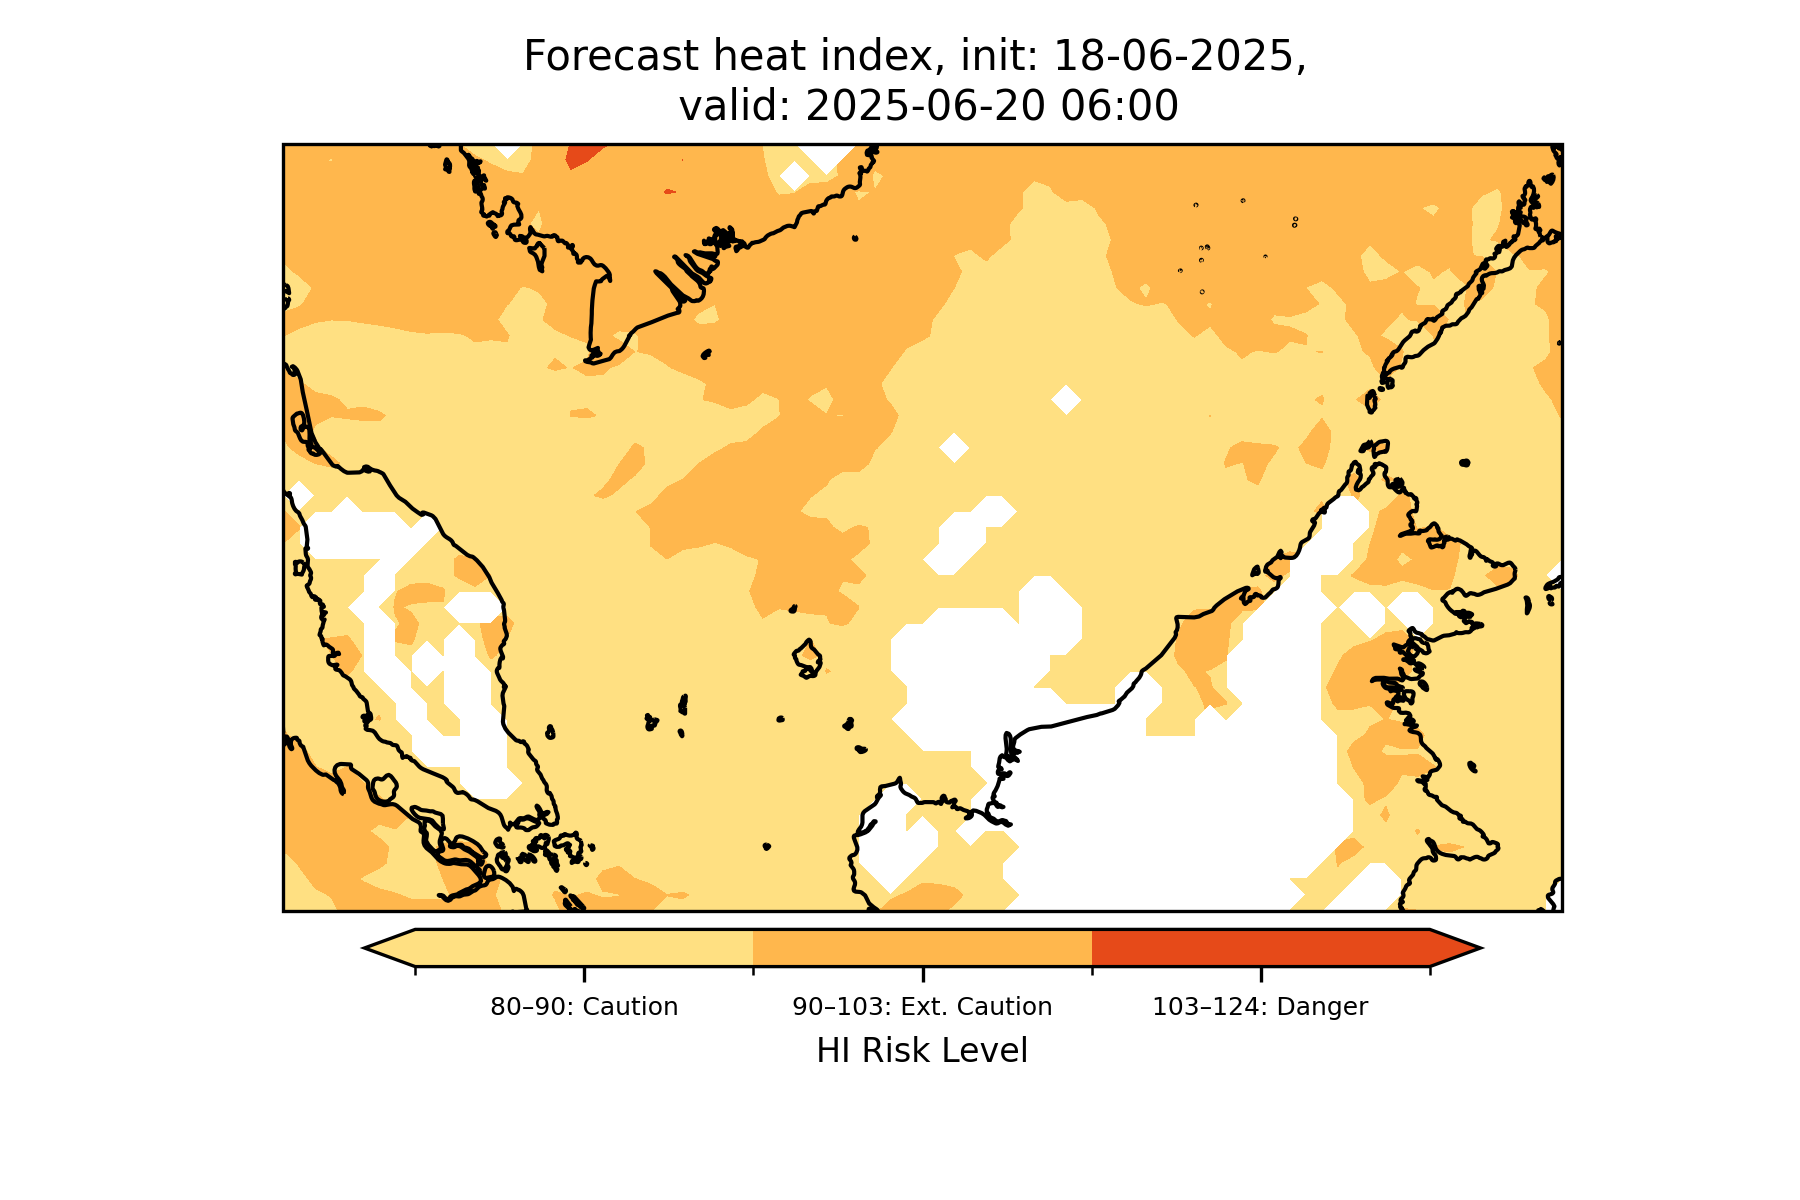 Forecast heat index, init: 18-06-2025,
valid: 2025-06-20 06:00
80–90: Caution
90–103: Ext. Caution
103–124: Danger
HI Risk Level